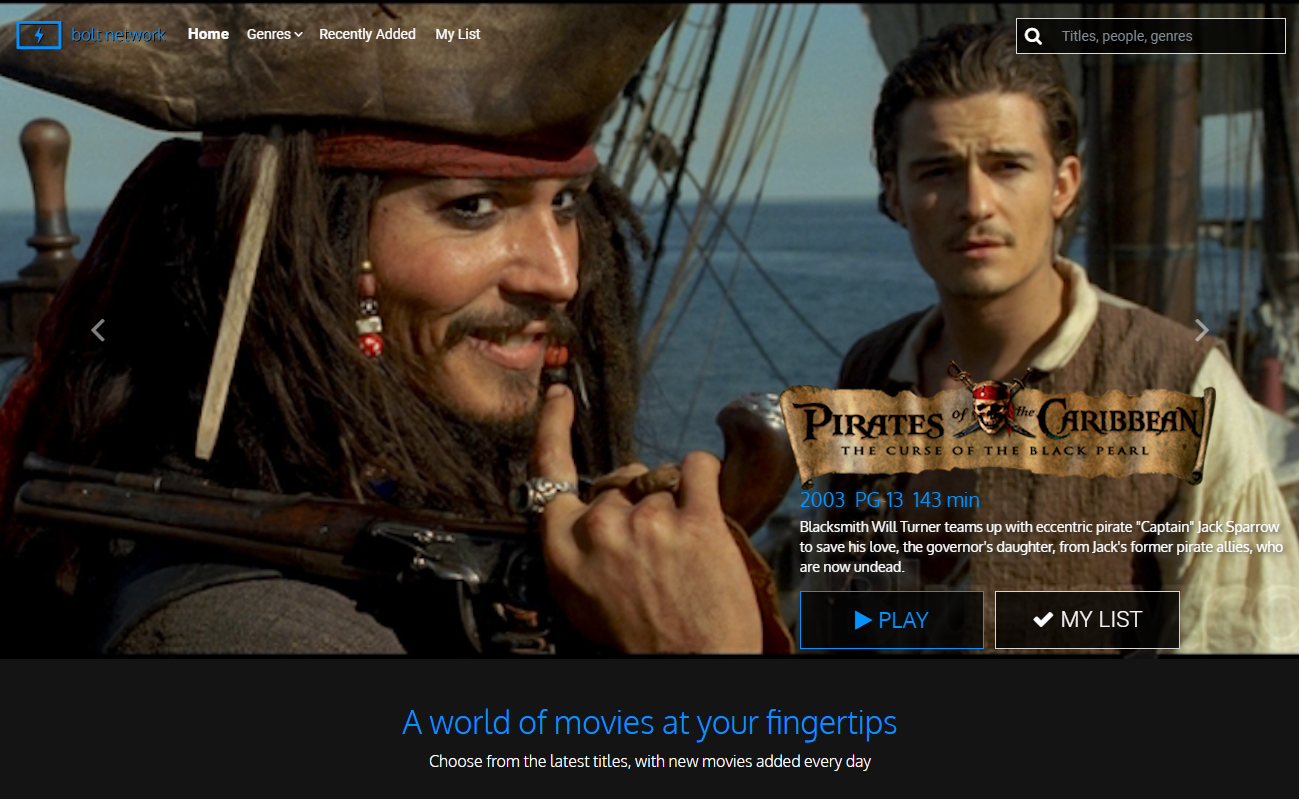 bolt network
Home Genres Recently Added My List
Titles, people, genres
PIRATES of the CARIBBEAN
THE CURSE OF THE BLACK PEARL
2003 PG-13 143 min
Blacksmith Will Turner teams up with eccentric pirate "Captain" Jack Sparrow
to save his love, the governor's daughter, from Jack's former pirate allies, who
are now undead.
PLAY
MY LIST
A world of movies at your fingertips
Choose from the latest titles, with new movies added every day